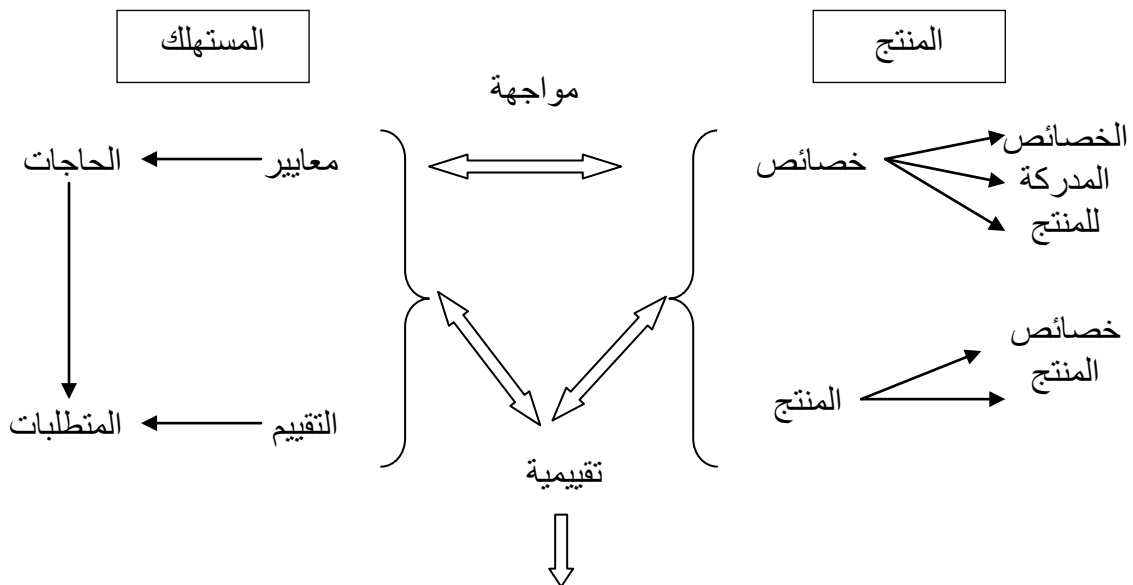 المنتج
المستهلك
مواجهة
الخصائص
المدركة
للمنتج
خصائص
معايير
الحاجات
خصائص
المنتج
المنتج
التقييم
المتطلبات
تقييمية